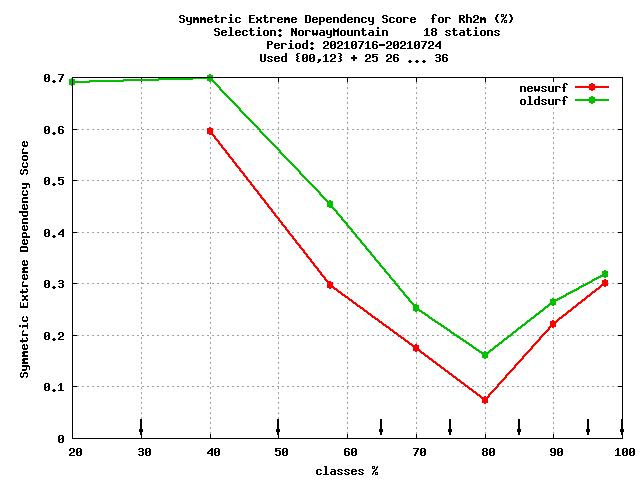 Symmetric Extreme Dependency Score for Rh2m (%)
Selection: NorwayMountain 18 stations
Period: 20210716-20210724
Used {00,12} + 25 26 ... 36
newsurf
oldsurf
Symmetric Extreme Dependency Score
0.7
0.6
0.5
0.4
0.3
0.2
0.1
0
20 30 40 50 60 70 80 90 100
classes %